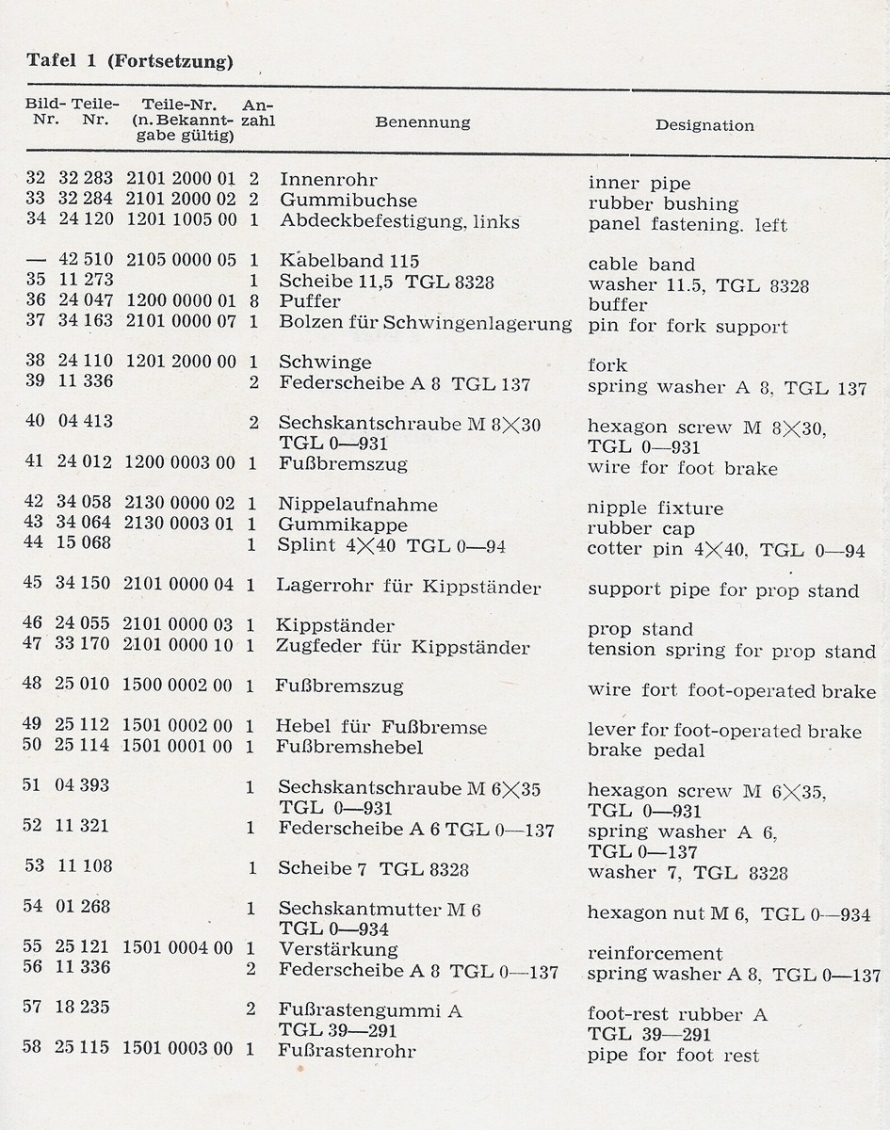 Tafel 1 (Fortsetzung)
Bild- Teile- Teile-Nr. An-
Nr. Nr. (n. Bekannt- zahl Benennung Designation
gabe gültig)
32 32 283 2101 2000 01 2 Innenrohr inner pipe
33 32 284 2101 2000 02 2 Gummibuchse rubber bushing
34 24 120 1201 1005 00 1 Abdeckbefestigung, links panel fastening. left
— 42 510 2105 0000 05 1 Kabelband 115 cable band
35 11 273 1 Scheibe 11,5 TGL 8328 washer 11.5, TGL 8328
36 24 047 1200 0000 01 8 Puffer buffer
37 34 163 2101 0000 07 1 Bolzen für Schwingenlagerung pin for fork support
38 24 110 1201 2000 00 1 Schwinge fork
39 11 336 2 Federscheibe A 8 TGL 137 spring washer A 8, TGL 137
40 04 413 2 Sechskantschraube M 8×30 hexagon screw M 8×30,
TGL 0—931 TGL 0—931
41 24 012 1200 0003 00 1 Fußbremszug wire for foot brake
42 34 058 2130 0000 02 1 Nippelaufnahme nipple fixture
43 34 064 2130 0003 01 1 Gummikappe rubber cap
44 15 068 1 Splint 4×40 TGL 0—94 cotter pin 4×40, TGL 0—94
45 34 150 2101 0000 04 1 Lagerrohr für Kippständer support pipe for prop stand
46 24 055 2101 0000 03 1 Kippständer prop stand
47 33 170 2101 0000 10 1 Zugfeder für Kippständer tension spring for prop stand
48 25 010 1500 0002 00 1 Fußbremszug wire fort foot-operated brake
49 25 112 1501 0002 00 1 Hebel für Fußbremse lever for foot-operated brake
50 25 114 1501 0001 00 1 Fußbremshebel brake pedal
51 04 393 1 Sechskantschraube M 6×35 hexagon screw M 6×35,
TGL 0—931 TGL 0—931
52 11 321 1 Federscheibe A 6 TGL 0—137 spring washer A 6,
TGL 0—137
53 11 108 1 Scheibe 7 TGL 8328 washer 7, TGL 8328
54 01 268 1 Sechskantmutter M 6 hexagon nut M 6, TGL 0—934
TGL 0—934
55 25 121 1501 0004 00 1 Verstärkung reinforcement
56 11 336 2 Federscheibe A 8 TGL 0—137 spring washer A 8, TGL 0—137
57 18 235 2 Fußrastengummi A foot-rest rubber A
TGL 39—291 TGL 39—291
58 25 115 1501 0003 00 1 Fußrastenrohr pipe for foot rest